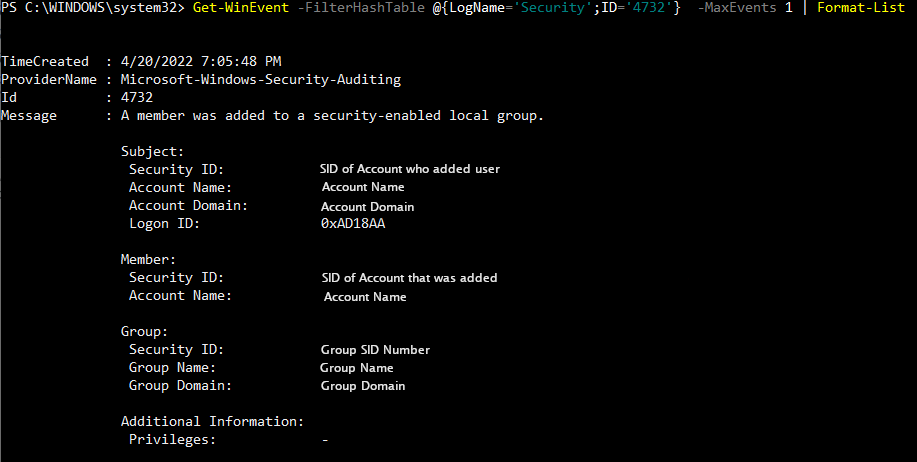 PS C:\WINDOWS\system32> Get-WinEvent -FilterHashTable @{LogName='Security';ID='4732'}  -MaxEvents 1 | Format-List
TimeCreated  : 4/20/2022 7:05:48 PM
ProviderName : Microsoft-Windows-Security-Auditing
Id           : 4732
Message      : A member was added to a security-enabled local group.
Subject:
Security ID: SID of Account who added user
Account Name: Account Name
Account Domain: Account Domain
Logon ID: 0xAD18AA
Member:
Security ID: SID of Account that was added
Account Name: Account Name
Group:
Security ID: Group SID Number
Group Name: Group Name
Group Domain: Group Domain
Additional Information:
Privileges: -